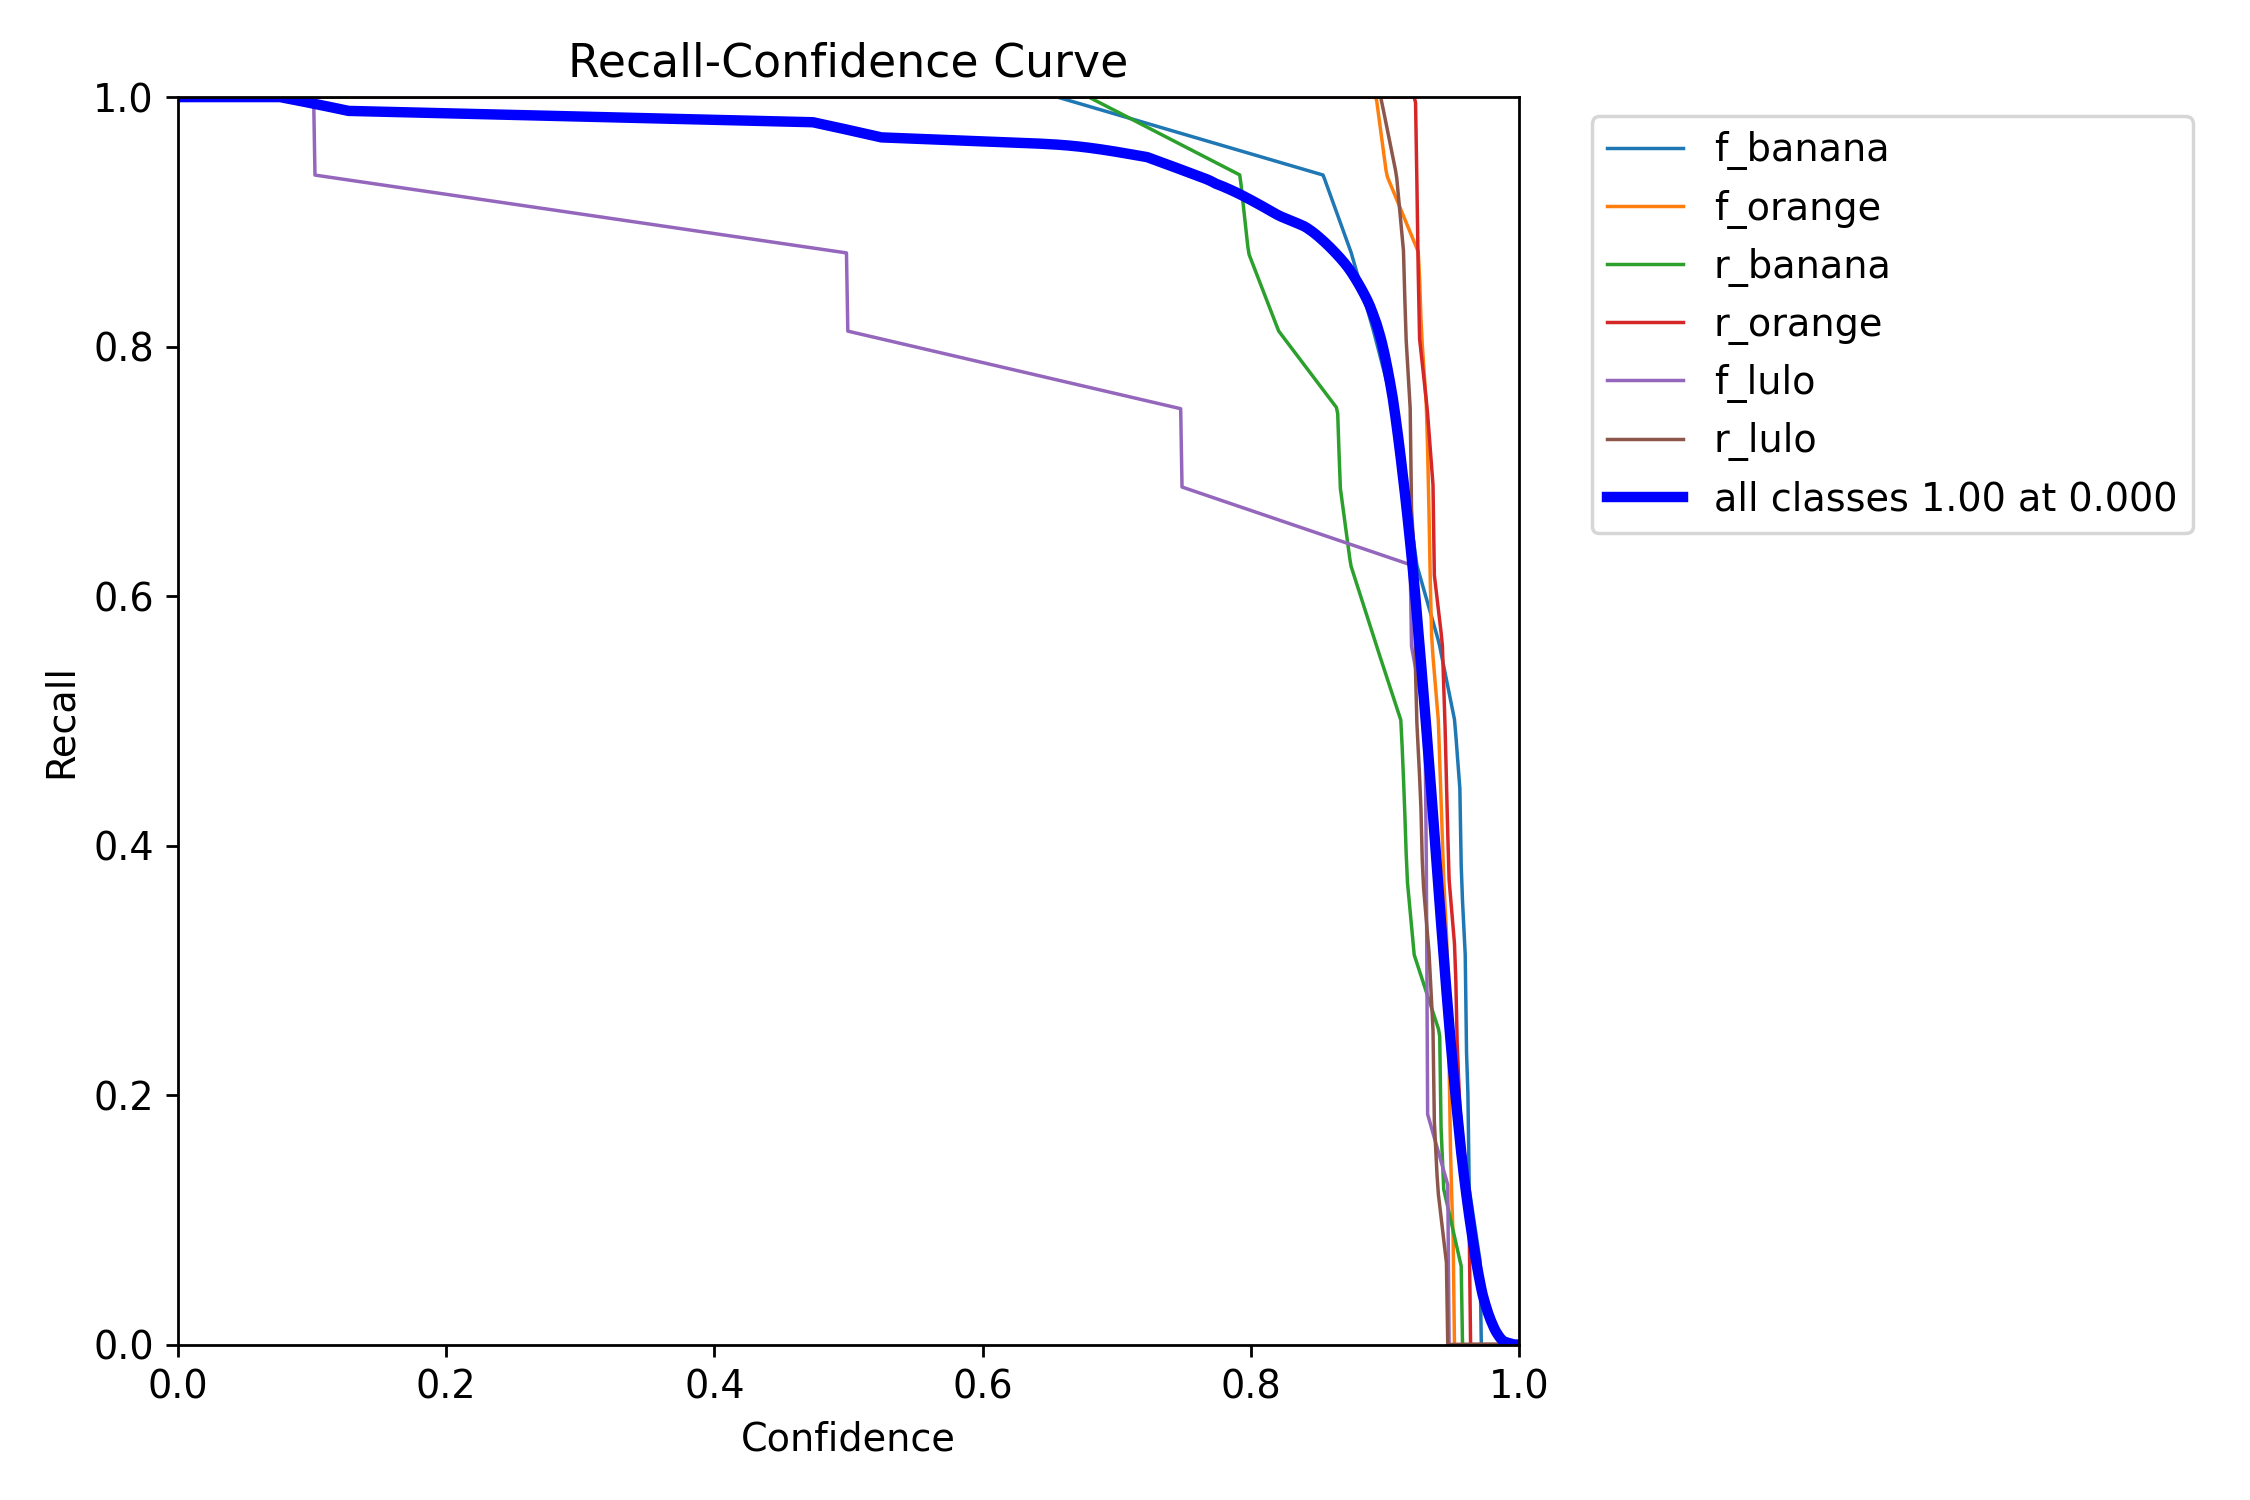 Recall-Confidence Curve
1.0
0.8
0.6
0.4
0.2
0.0
Recall
0.0 0.2 0.4 0.6 0.8 1.0
Confidence
f_banana
f_orange
r_banana
r_orange
f_lulo
r_lulo
all classes 1.00 at 0.000